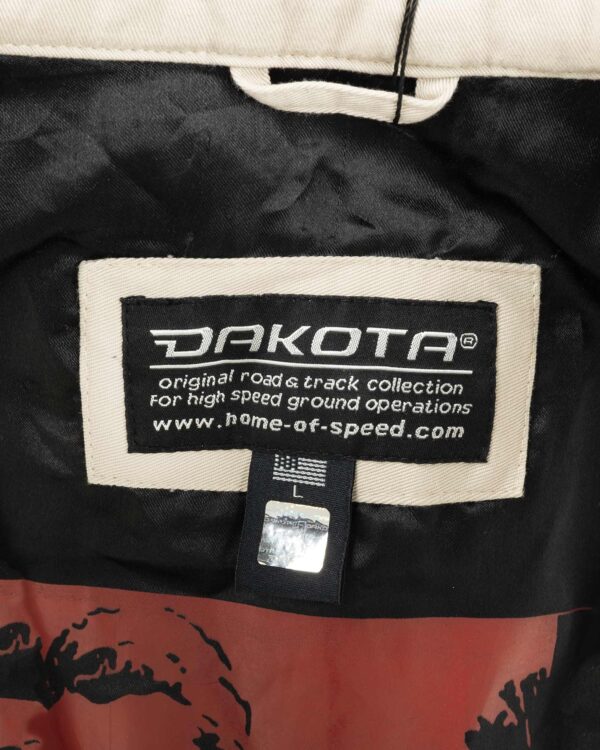 DAKOTA®
original road & track collection
For high speed ground operations
www.home-of-speed.com
L